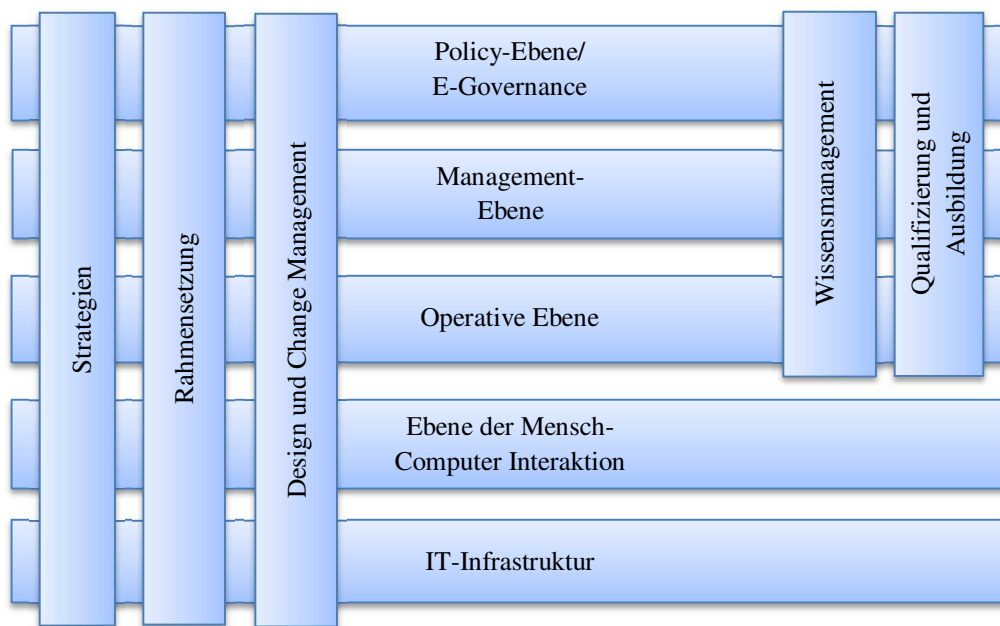 Policy-Ebene/
E-Governance
Management-
Ebene
Operative Ebene
Ebene der Mensch-
Computer Interaktion
IT-Infrastruktur
Strategien
Rahmensetzung
Design und Change Management
Wissensmanagement
Qualifizierung und
Ausbildung